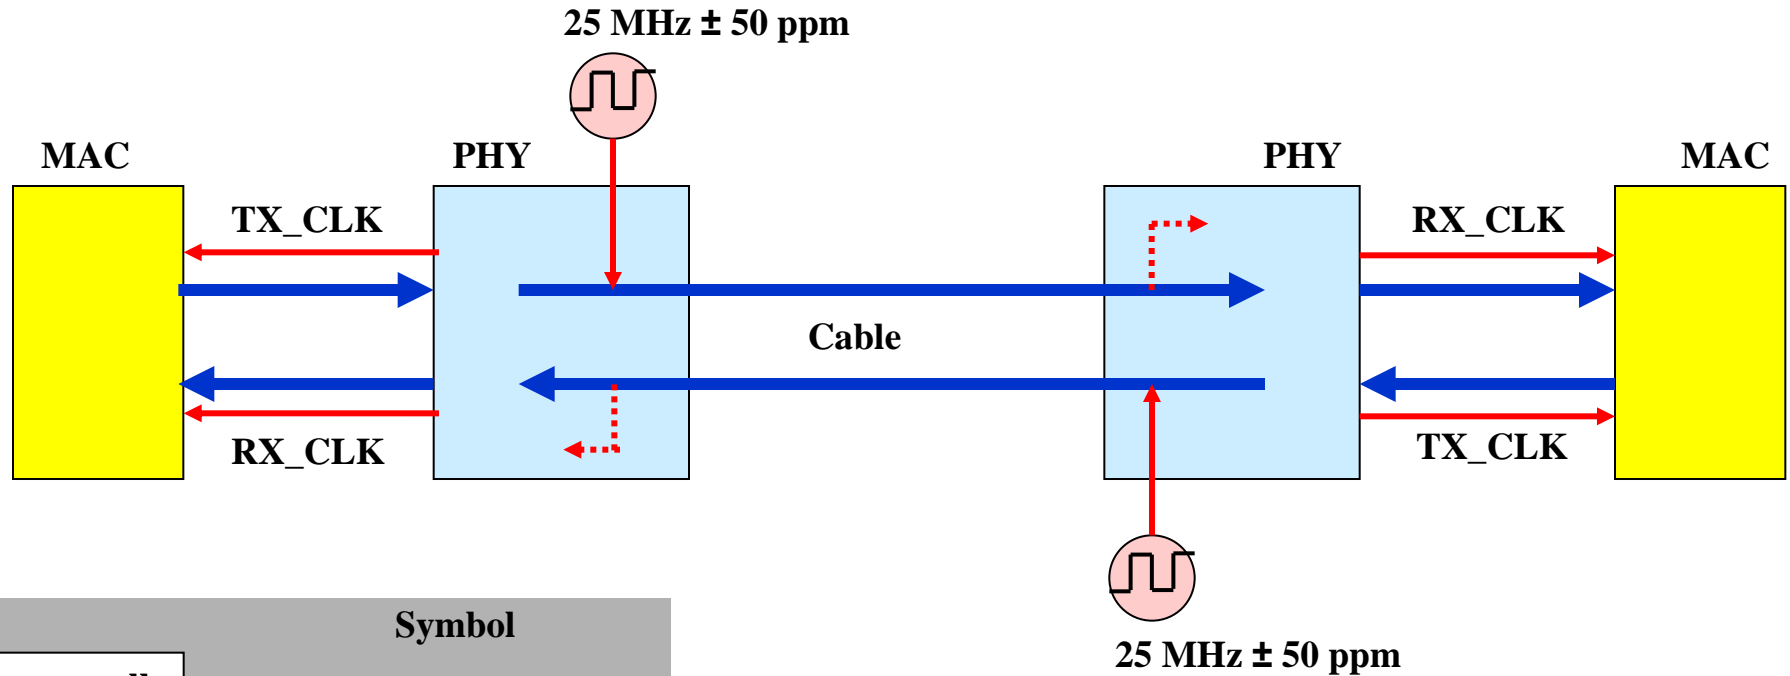 25 MHz ± 50 ppm
MAC PHY PHY MAC
TX_CLK RX_CLK
Cable
RX_CLK TX_CLK
Symbol
25 MHz ± 50 ppm